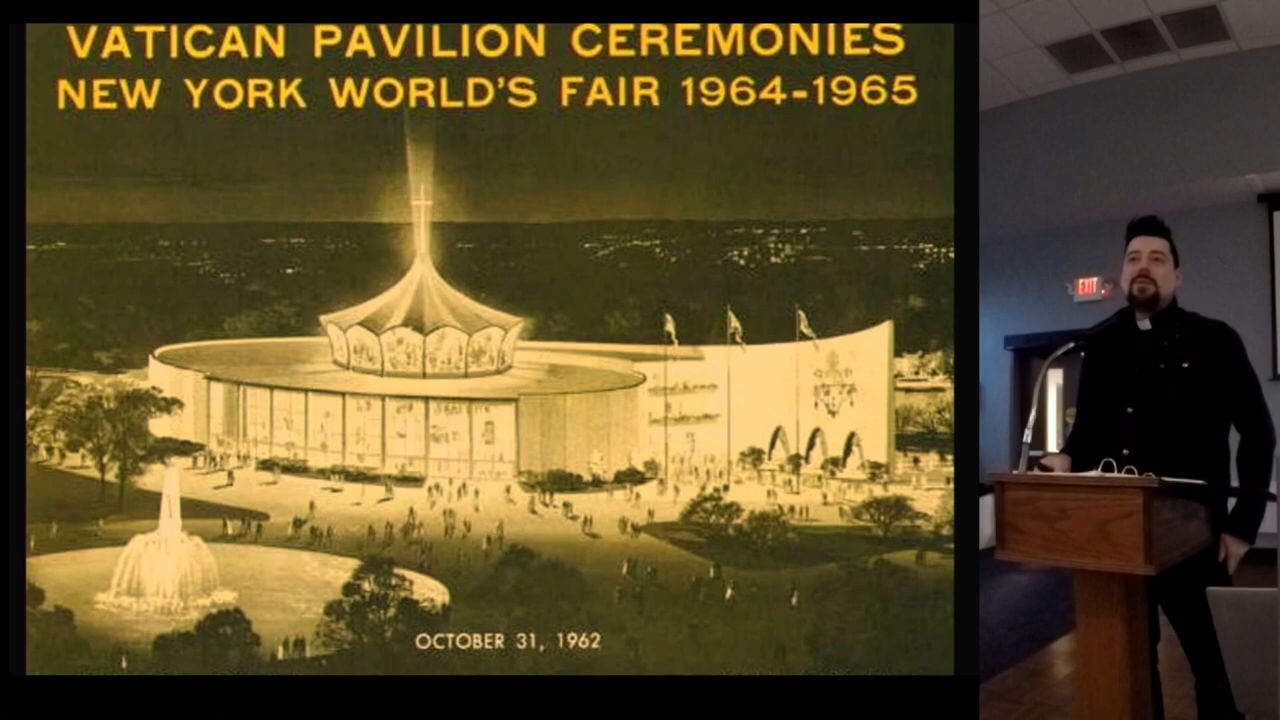 VATICAN PAVILION CEREMONIES
NEW YORK WORLD'S FAIR 1964-1965
OCTOBER 31, 1962
EXIT